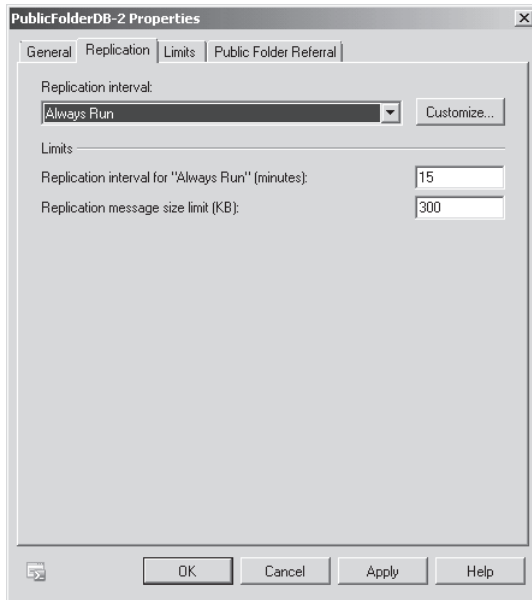 PublicFolderDB-2 Properties
General
Replication
Limits
Public Folder Referral
Replication interval:
Always Run
Customize...
Limits
Replication interval for "Always Run" (minutes):
15
Replication message size limit (KB):
300
OK
Cancel
Apply
Help